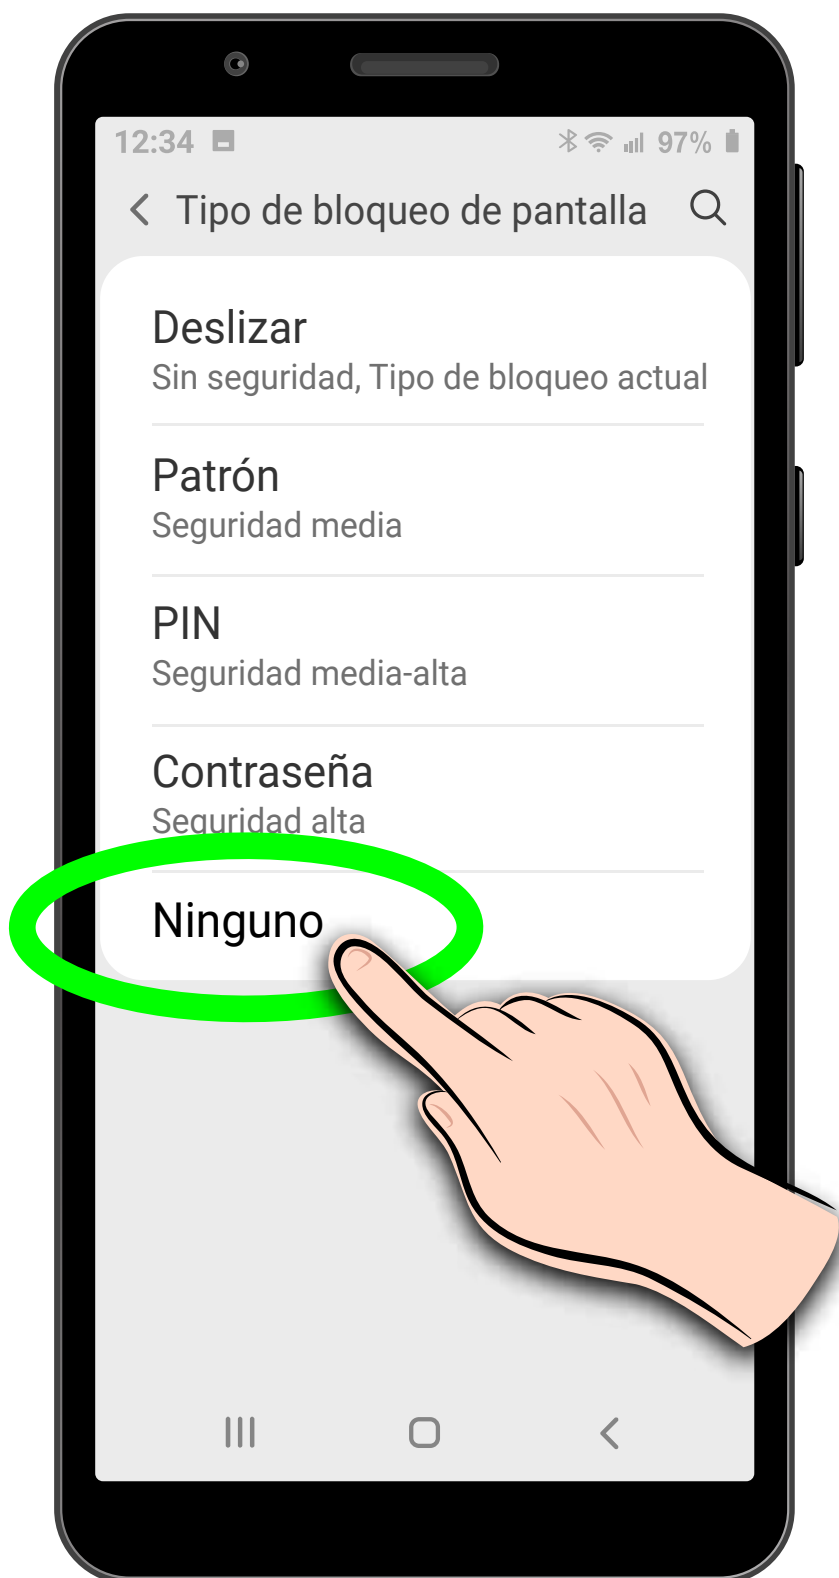 12:34 97%
Tipo de bloqueo de pantalla
Deslizar
Sin seguridad, Tipo de bloqueo actual
Patrón
Seguridad media
PIN
Seguridad media-alta
Contraseña
Seguridad alta
Ninguno